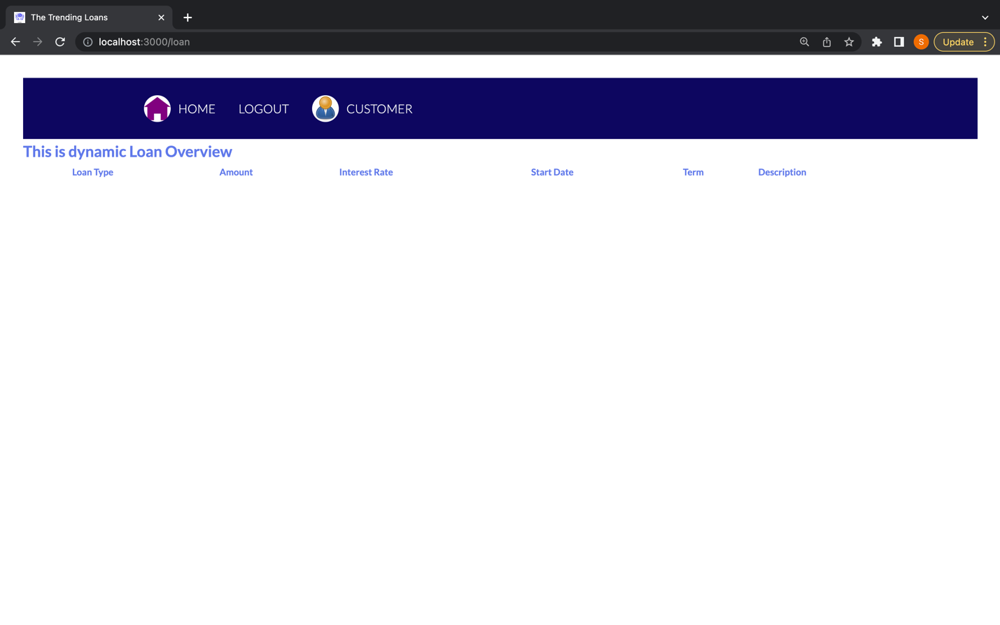 The Trending Loans
localhost:3000/loan
S
Update
HOME LOGOUT CUSTOMER
This is dynamic Loan Overview
Loan Type Amount Interest Rate Start Date Term Description